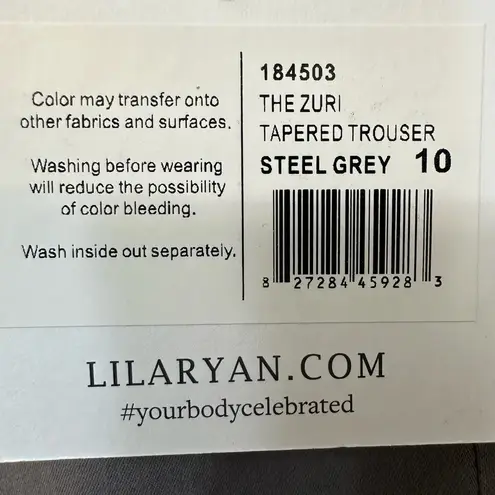 Color may transfer onto
other fabrics and surfaces.
Washing before wearing
will reduce the possibility
of color bleeding.
Wash inside out separately.
184503
THE ZURI
TAPERED TROUSER
STEEL GREY 10
8 27284 45928 3
LILARYAN.COM
#yourbodycelebrated